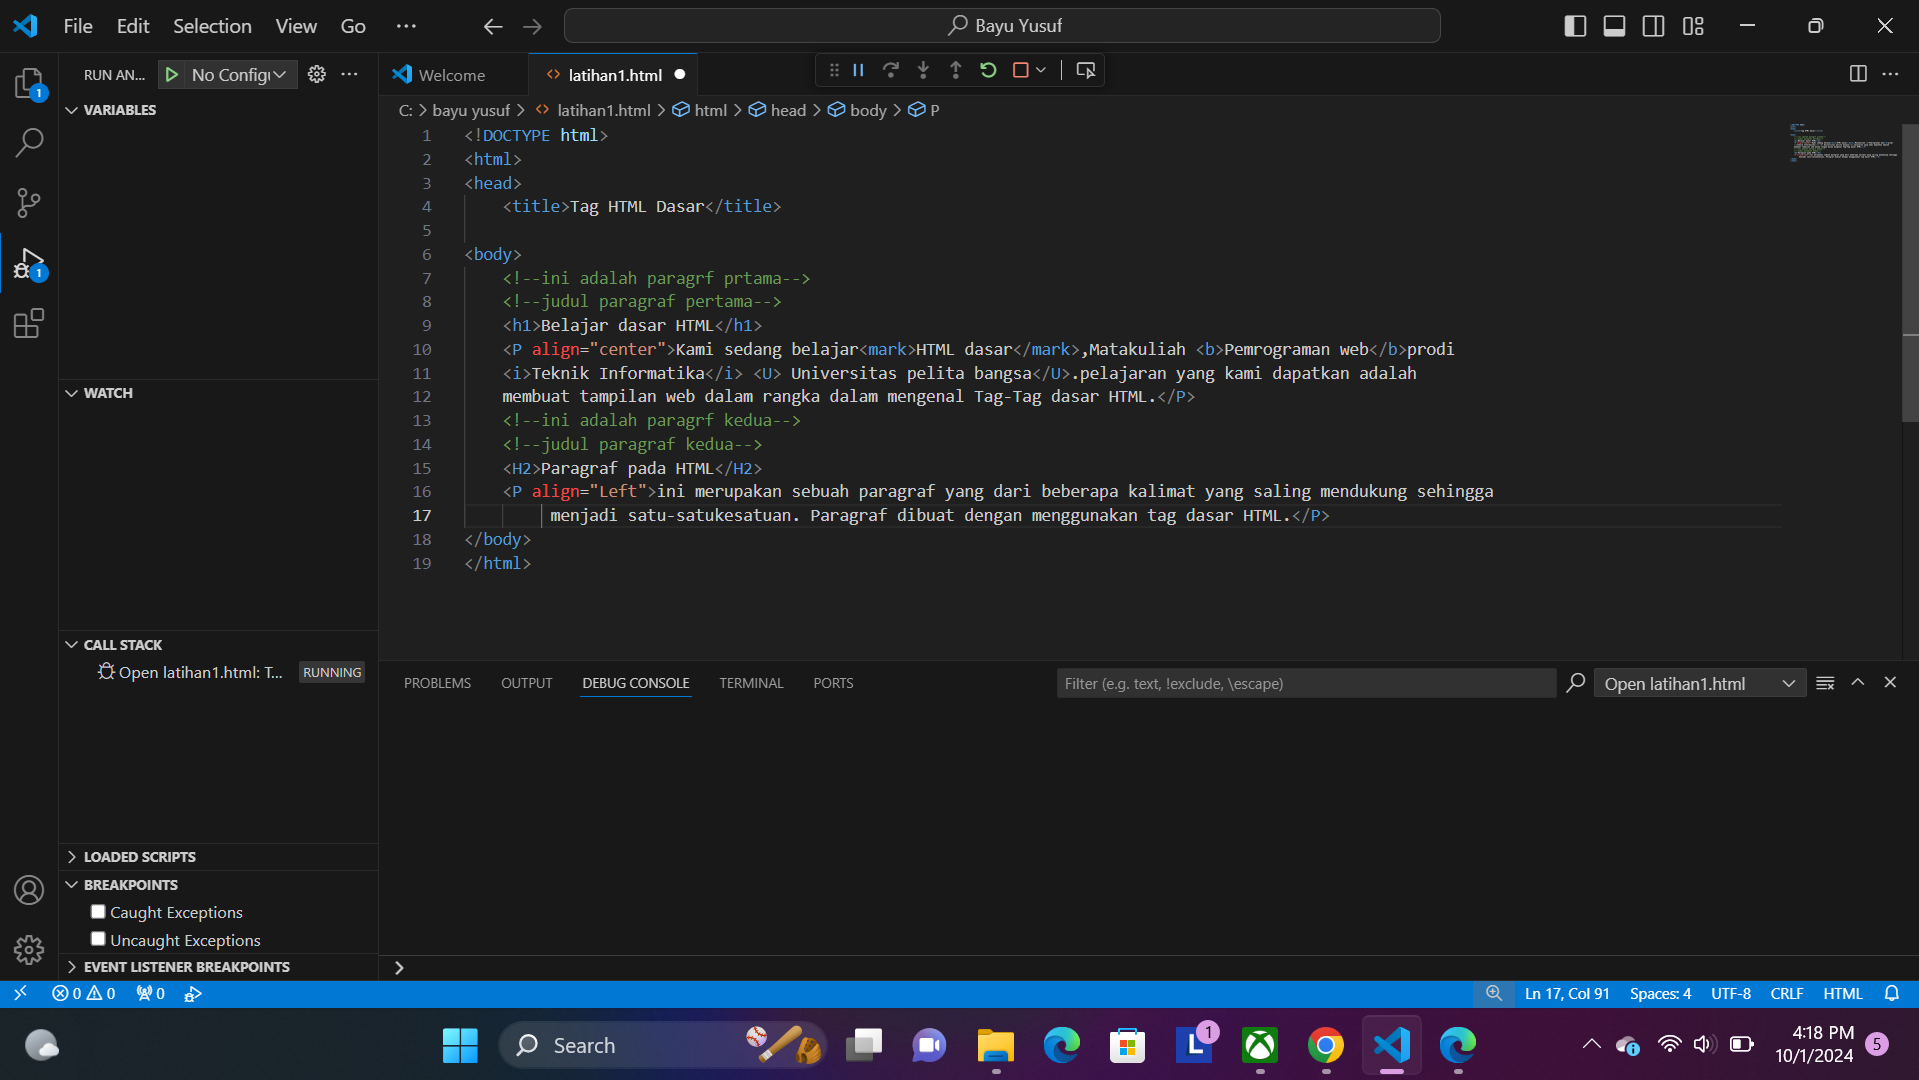 File Edit Selection View Go ···
Bayu Yusuf
RUN AN... No Config
Welcome
latihan1.html
C: > bayu yusuf > latihan1.html > html > head > body > P
VARIABLES
WATCH
CALL STACK
Open latihan1.html: T... RUNNING
LOADED SCRIPTS
BREAKPOINTS
Caught Exceptions
Uncaught Exceptions
EVENT LISTENER BREAKPOINTS
1 <!DOCTYPE html>
2 <html>
3 <head>
4 <title>Tag HTML Dasar</title>
5
6 <body>
7 <!--ini adalah paragrf prtama-->
8 <!--judul paragraf pertama-->
9 <h1>Belajar dasar HTML</h1>
10 <P align="center">Kami sedang belajar<mark>HTML dasar</mark>,Matakuliah <b>Pemrograman web</b>prodi
11 <i>Teknik Informatika</i> <U> Universitas pelita bangsa</U>.pelajaran yang kami dapatkan adalah
12 membuat tampilan web dalam rangka dalam mengenal Tag-Tag dasar HTML.</P>
13 <!--ini adalah paragrf kedua-->
14 <!--judul paragraf kedua-->
15 <H2>Paragraf pada HTML</H2>
16 <P align="Left">ini merupakan sebuah paragraf yang dari beberapa kalimat yang saling mendukung sehingga
17 menjadi satu-satukesatuan. Paragraf dibuat dengan menggunakan tag dasar HTML.</P>
18 </body>
19 </html>
PROBLEMS OUTPUT DEBUG CONSOLE TERMINAL PORTS
Filter (e.g. text, !exclude, \escape)
Open latihan1.html
1
1
0 0 0
Ln 17, Col 91 Spaces: 4 UTF-8 CRLF HTML
Search
L 1
4:18 PM
10/1/2024
5